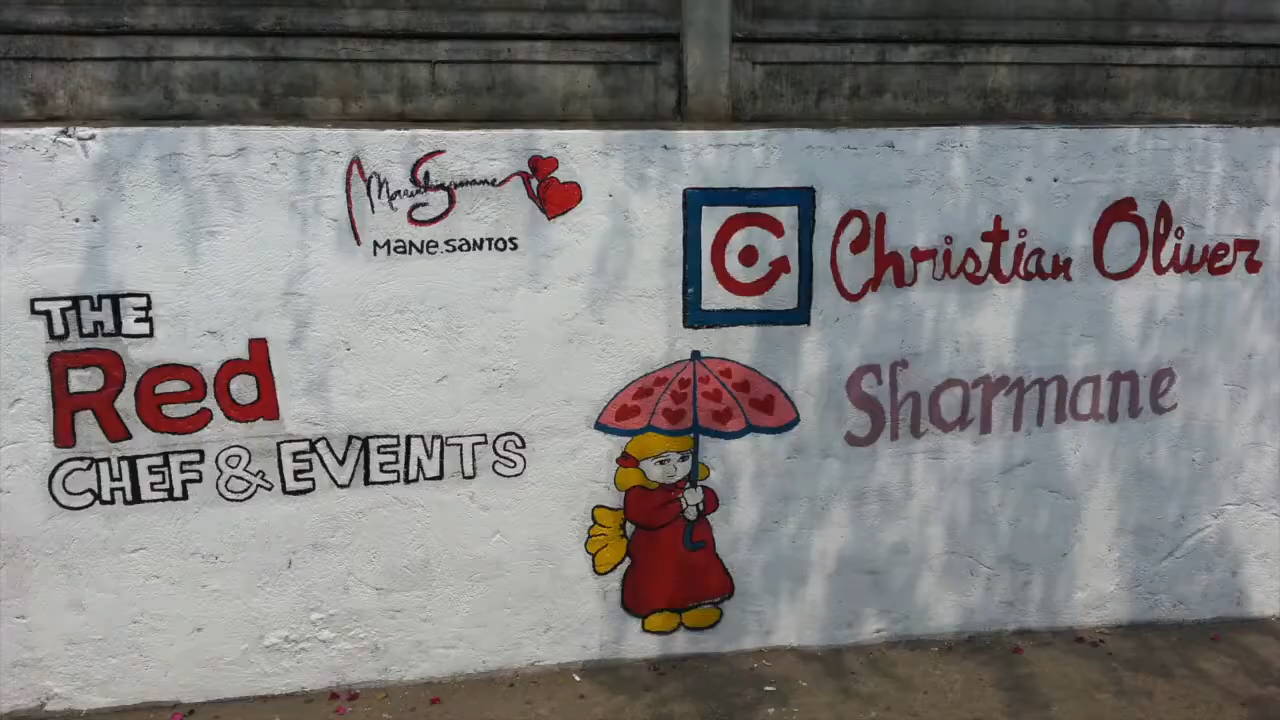 MANE.SANTOS
THE
Red
CHEF & EVENTS
Christian Oliver
Sharmane